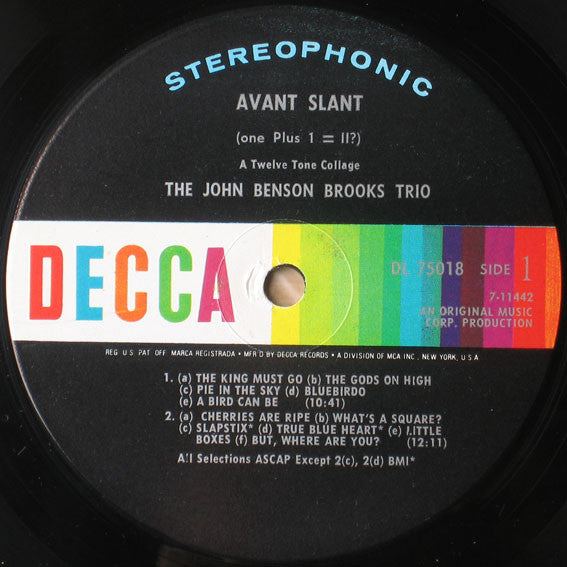 STEREOPHONIC
AVANT SLANT
(one Plus 1 = II?)
A Twelve Tone Collage
THE JOHN BENSON BROOKS TRIO
DECCA
DL 75018 SIDE 1
7-11442
AN ORIGINAL MUSIC
CORP. PRODUCTION
REG U S PAT OFF MARCA REGISTRADA • MFR'D BY DECCA RECORDS • A DIVISION OF MCA INC., NEW YORK, U.S.A
1. (a) THE KING MUST GO (b) THE GODS ON HIGH
(c) PIE IN THE SKY (d) BLUEBIRDO
(e) A BIRD CAN BE (10:41)
2. (a) CHERRIES ARE RIPE (b) WHAT'S A SQUARE?
(c) SLAPSTIX* (d) TRUE BLUE HEART* (e) LITTLE
BOXES (f) BUT, WHERE ARE YOU? (12:11)
All Selections ASCAP Except 2(c), 2(d) BMI*